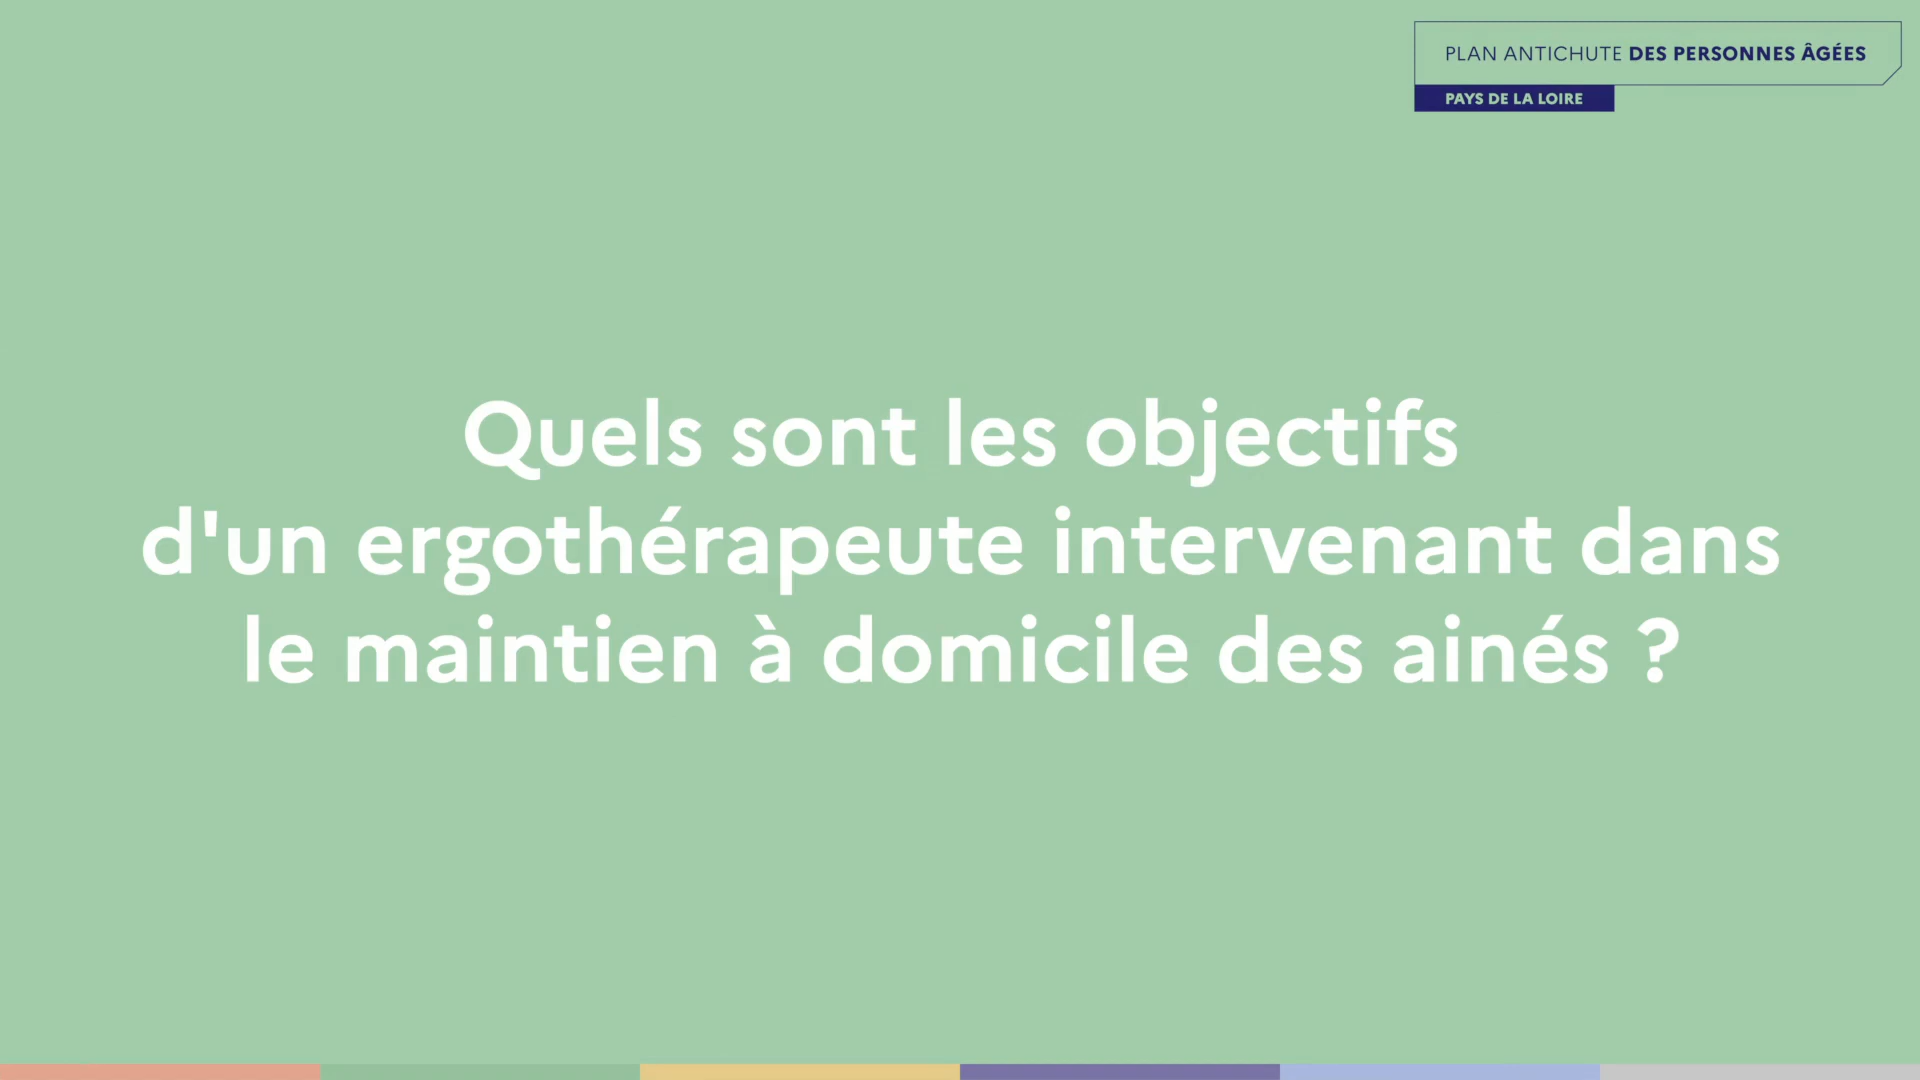 PLAN ANTICHUTE DES PERSONNES ÂGÉES
PAYS DE LA LOIRE
Quels sont les objectifs
d'un ergothérapeute intervenant dans
le maintien à domicile des ainés ?